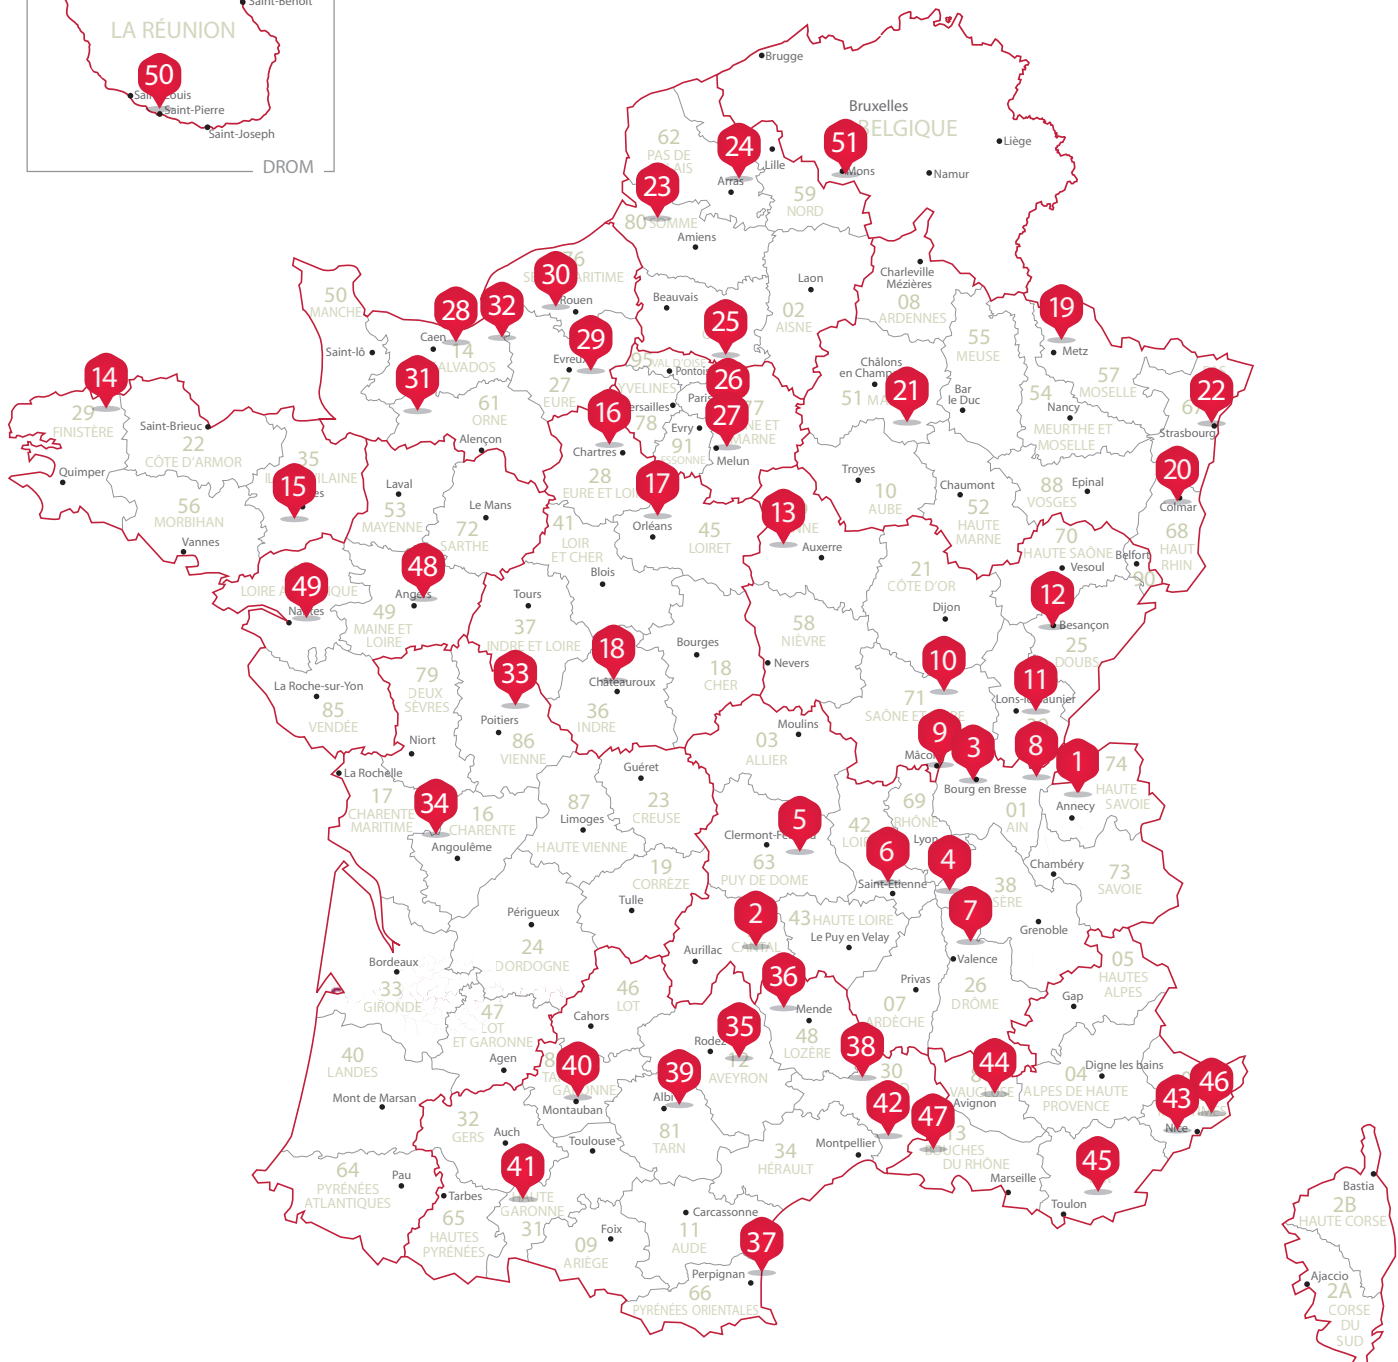 Saint-Benoît
LA RÉUNION
50
Saint-Pierre
Saint-Joseph
DROM
Brugge
Bruxelles
BELGIQUE
Liège
Namur
51
Mons
62
PAS DE
24
Lille
Arras
23
59
NORD
80 SOMME
Amiens
Laon
02
AISNE
Charleville
Mézières
08
ARDENNES
Beauvais
25
30
Rouen
50
MANCHE
28
32
Caen
14
Saint-lô
29
Evreux
27
EURE
31
61
ORNE
Alençon
95 VAL D'OISE
YVELINES
78
26
Paris
27
Evry
91
ESSONNE
Melun
55
MEUSE
19
Metz
57
MOSELLE
54
Nancy
MEURTHE ET
MOSELLE
22
Strasbourg
Châlons
51
21
Bar
le Duc
14
29
FINISTÈRE
Saint-Brieuc
22
CÔTE D'ARMOR
Quimper
56
MORBIHAN
Vannes
35
15
Laval
53
MAYENNE
Le Mans
72
SARTHE
16
Chartres
28
17
Orléans
45
LOIRET
41
LOIR
ET CHER
Blois
13
Auxerre
Troyes
10
AUBE
Chaumont
52
HAUTE
MARNE
88
VOSGES
Epinal
20
Colmar
68
HAUT
RHIN
70
HAUTE SAÔNE
Vesoul
Belfort
90
12
Besançon
25
DOUBS
21
CÔTE D'OR
Dijon
58
NIÈVRE
Nevers
49
48
Angers
49
MAINE ET
LOIRE
Tours
37
INDRE ET LOIRE
18
Châteauroux
36
INDRE
Bourges
18
CHER
La Roche-sur-Yon
85
VENDÉE
79
DEUX
SÈVRES
Niort
33
Poitiers
86
VIENNE
10
71
11
9
3
8
1
Bourg en Bresse
01
AIN
74
HAUTE
SAVOIE
Annecy
Moulins
03
ALLIER
La Rochelle
17
CHARENTE
MARITIME
34
16
CHARENTE
Angoulême
87
Limoges
HAUTE VIENNE
Guéret
23
CREUSE
5
63
PUY DE DOME
42
69
RHÔNE
Lyon
6
Saint-Etienne
4
38
7
Chambéry
73
SAVOIE
Grenoble
19
CORRÈZE
Tulle
2
CANTAL
Aurillac
43 HAUTE LOIRE
Le Puy en Velay
Valence
26
DRÔME
Privas
07
ARDÈCHE
05
HAUTES
ALPES
Gap
Périgueux
24
DORDOGNE
Bordeaux
33
GIRONDE
47
LOT
ET GARONNE
Agen
46
LOT
Cahors
36
Mende
48
LOZÈRE
35
Rodez
12
AVEYRON
38
30
40
LANDES
Mont de Marsan
40
Montauban
39
Albi
81
TARN
44
Avignon
Digne les bains
04
ALPES DE HAUTE
PROVENCE
43
46
Nice
42
47
13
BOUCHES
DU RHÔNE
Marseille
45
Toulon
32
GERS
Auch
Toulouse
41
HAUTE
GARONNE
31
34
HÉRAULT
Montpellier
64
PYRÉNÉES
ATLANTIQUES
Pau
Tarbes
65
HAUTES
PYRÉNÉES
Foix
09
ARIÈGE
Carcassonne
11
AUDE
37
Perpignan
66
PYRÉNÉES ORIENTALES
Bastia
2B
HAUTE CORSE
Ajaccio
2A
CORSE
DU
SUD